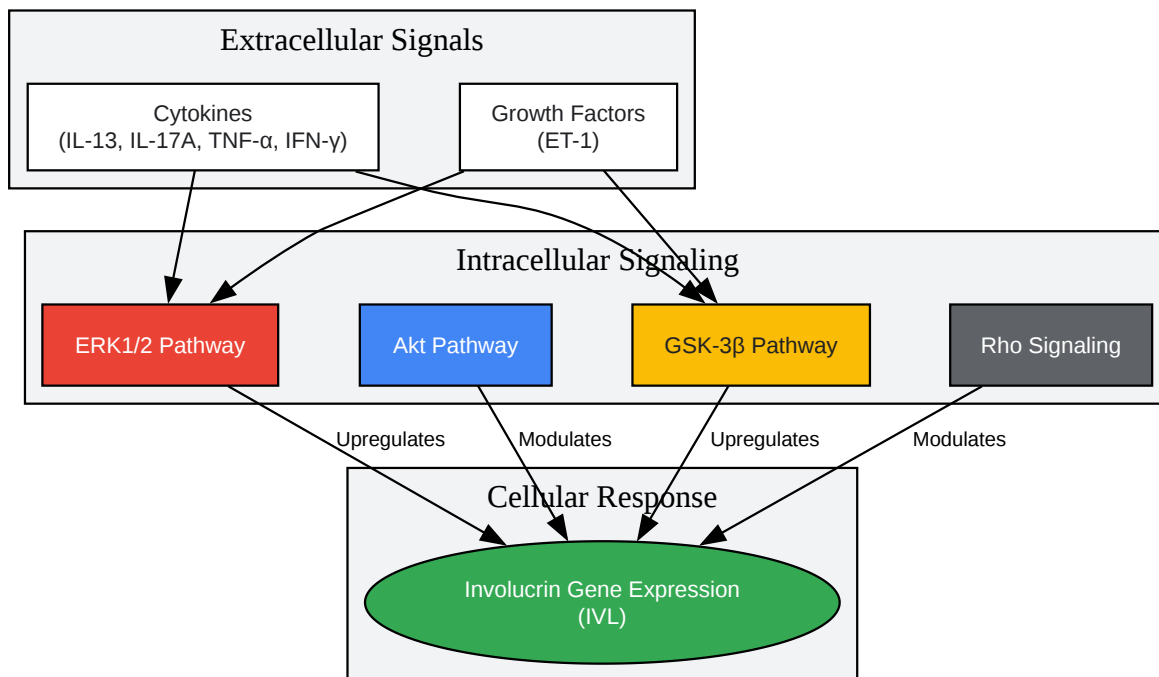 Extracellular Signals
Cytokines
(IL-13, IL-17A, TNF-α, IFN-γ)
Growth Factors
(ET-1)
Intracellular Signaling
ERK1/2 Pathway
Akt Pathway
GSK-3β Pathway
Rho Signaling
Upregulates
Modulates
Upregulates
Modulates
Cellular Response
Involucrin Gene Expression
(IVL)